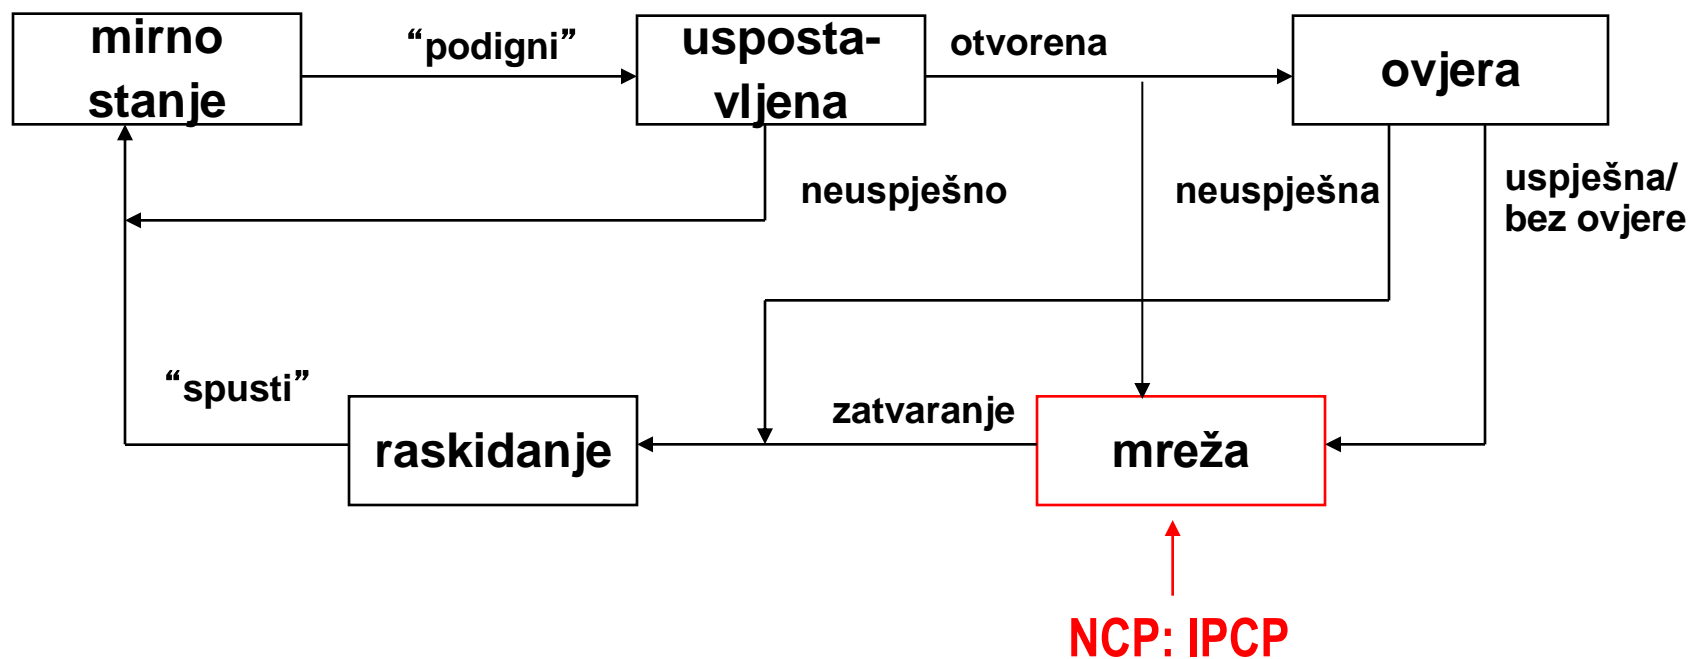 mirno
stanje
“podigni”
usposta-
vljena
otvorena
ovjera
neuspješno
neuspješna
uspješna/
bez ovjere
“spusti”
raskidanje
zatvaranje
mreža
NCP: IPCP